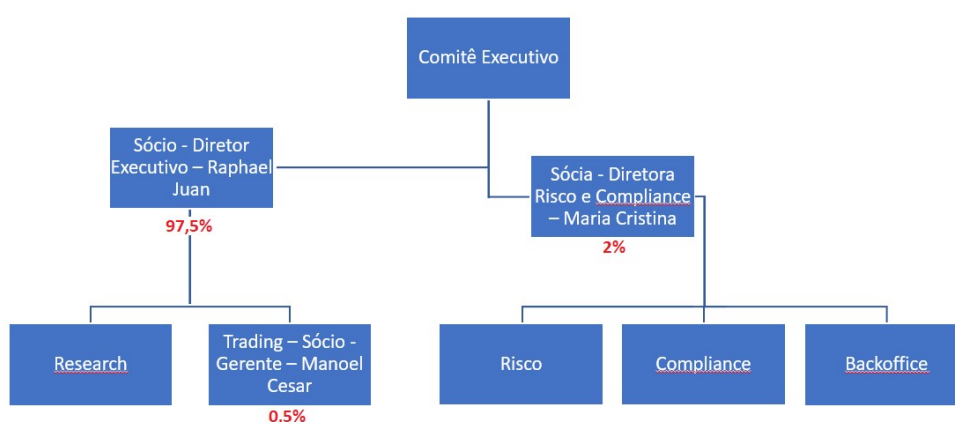 Comitê Executivo
Sócio - Diretor
Executivo – Raphael
Juan
97,5%
Sócia - Diretora
Risco e Compliance
– Maria Cristina
2%
Research
Trading – Sócio -
Gerente – Manoel
Cesar
0.5%
Risco
Compliance
Backoffice